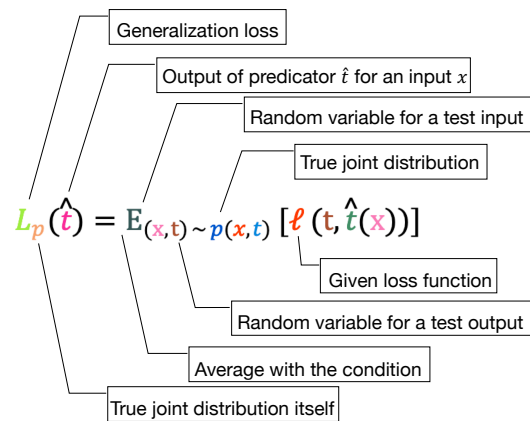 Generalization loss
Output of predicator t̂ for an input x
Random variable for a test input
True joint distribution
L_p(t̂) = E_(x,t)~p(x,t) [ℓ (t,t̂(x))]
Given loss function
Random variable for a test output
Average with the condition
True joint distribution itself